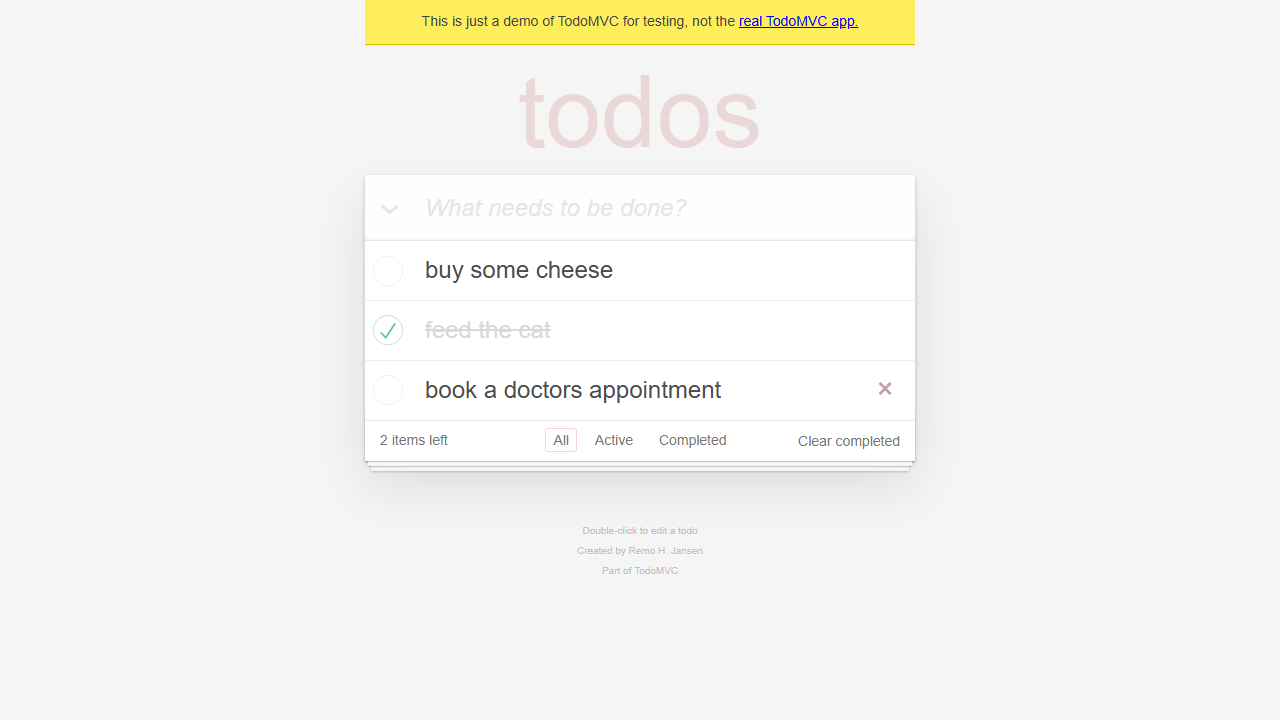 This is just a demo of TodoMVC for testing, not the real TodoMVC app.
todos
What needs to be done?
buy some cheese
feed the cat
book a doctors appointment
2 items left All Active Completed Clear completed
Double-click to edit a todo
Created by Remo H. Jansen
Part of TodoMVC